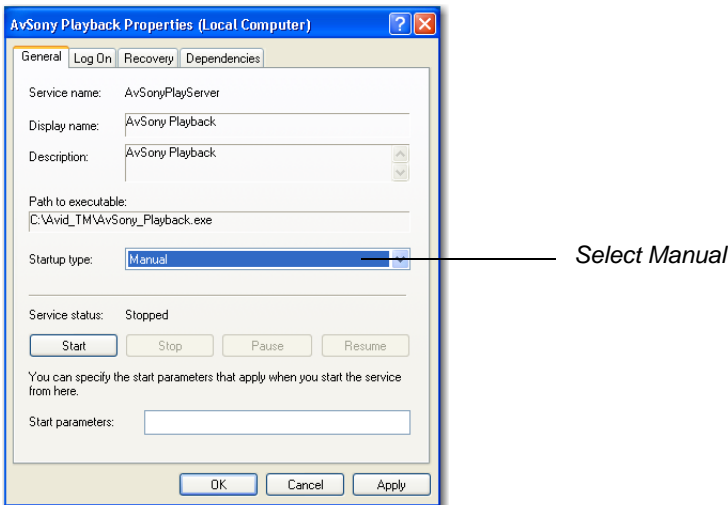 AvSony Playback Properties (Local Computer)
General Log On Recovery Dependencies
Service name: AvSonyPlayServer
Display name: AvSony Playback
Description: AvSony Playback
Path to executable:
C:\Avid_TM\AvSony_Playback.exe
Startup type: Manual
Select Manual
Service status: Stopped
Start Stop Pause Resume
You can specify the start parameters that apply when you start the service
from here.
Start parameters:
OK Cancel Apply